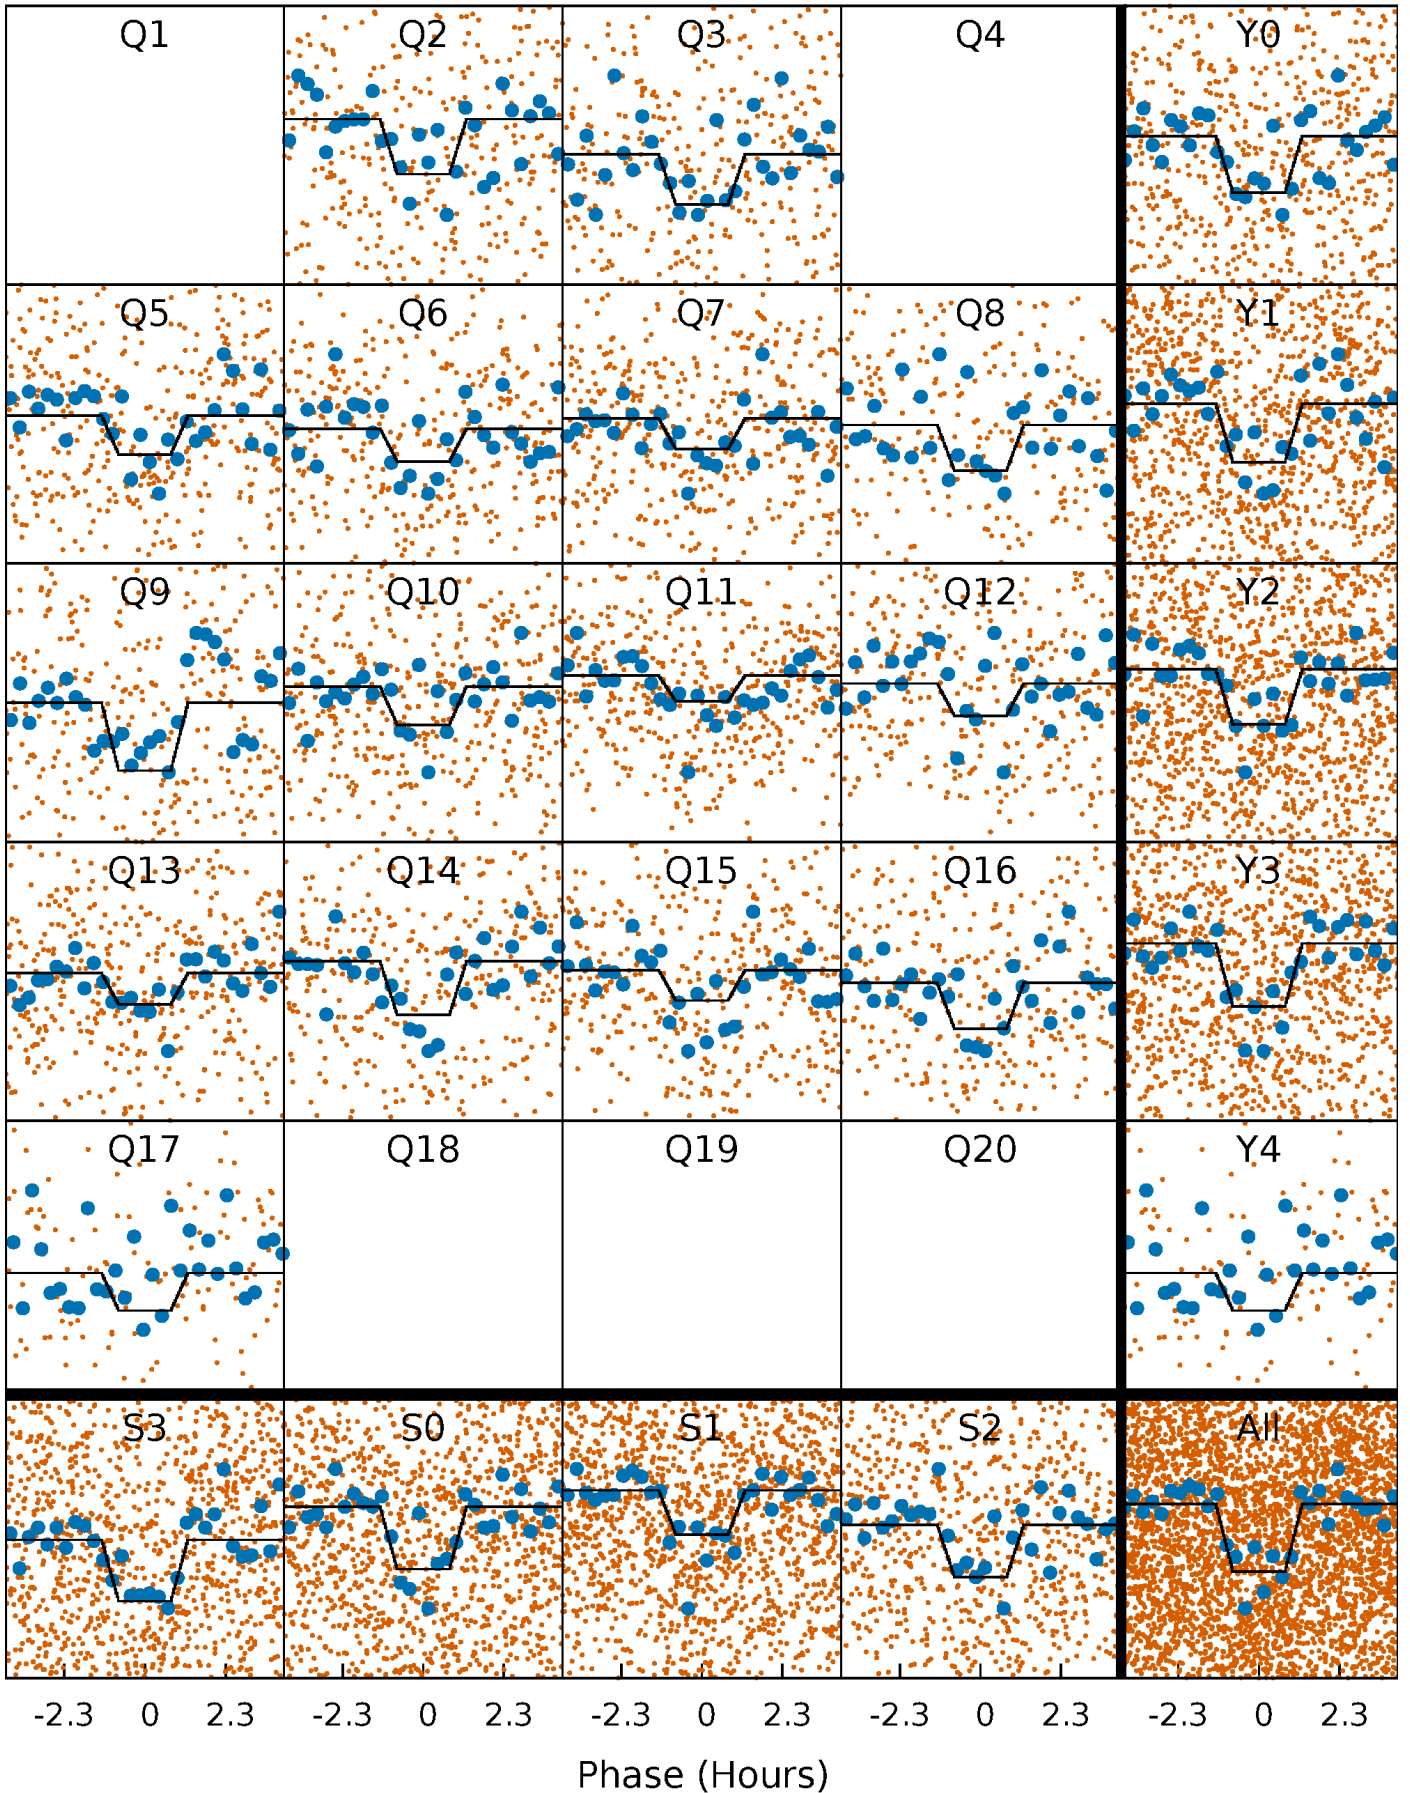 Q1 Q2 Q3 Q4 Y0
Q5 Q6 Q7 Q8 Y1
Q9 Q10 Q11 Q12 Y2
Q13 Q14 Q15 Q16 Y3
Q17 Q18 Q19 Q20 Y4
S3 S0 S1 S2 All
-2.3 0 2.3 -2.3 0 2.3 -2.3 0 2.3 -2.3 0 2.3 -2.3 0 2.3
Phase (Hours)